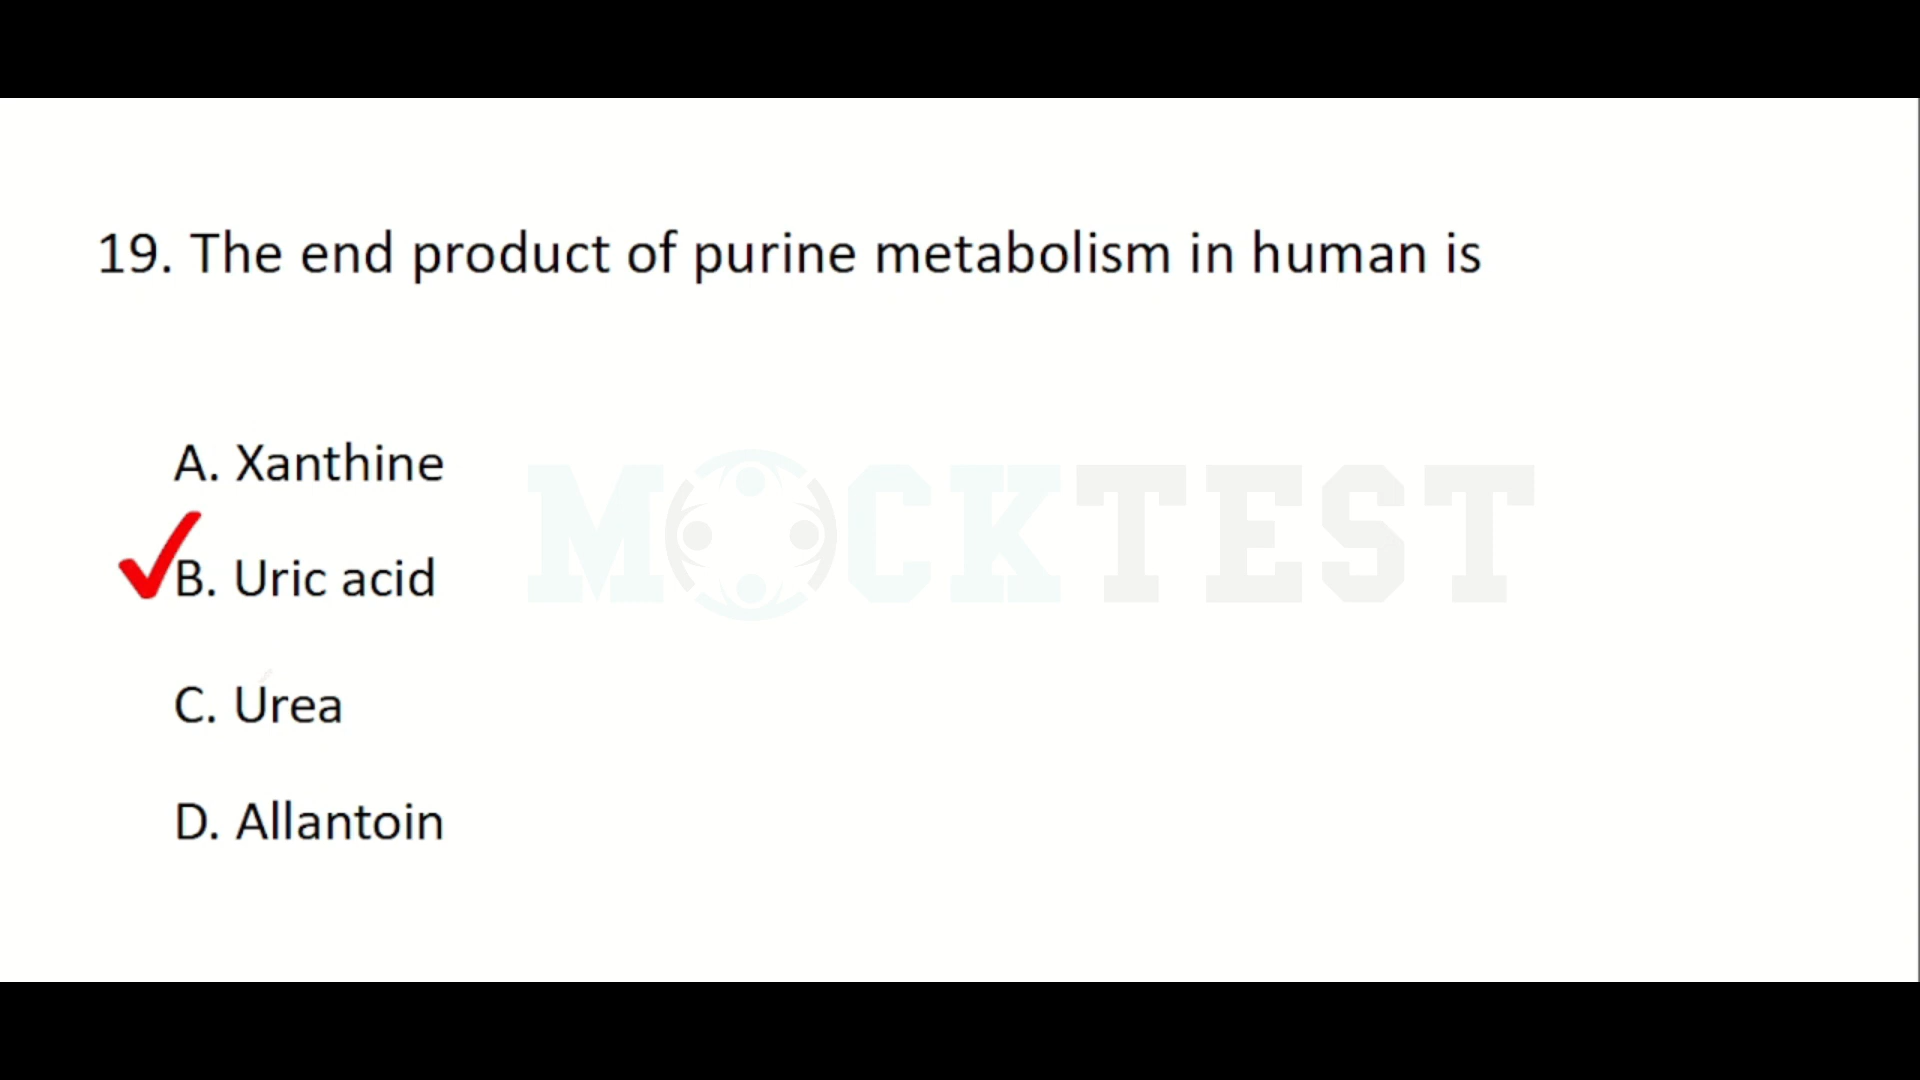 19. The end product of purine metabolism in human is
A. Xanthine
MOCKTEST
B. Uric acid
C. Urea
D. Allantoin